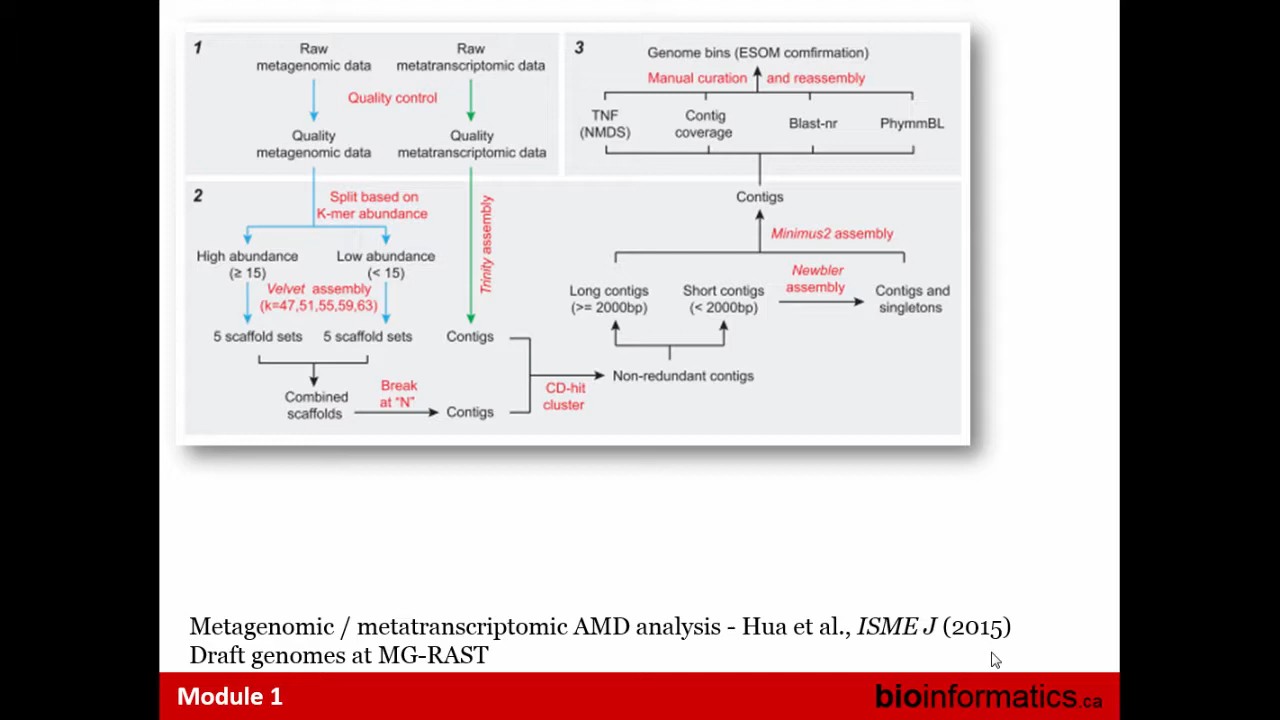 1
Raw
metagenomic data
Raw
metatranscriptomic data
Quality control
Quality
metagenomic data
Quality
metatranscriptomic data
2
Split based on
K-mer abundance
High abundance
(≥ 15)
Low abundance
(< 15)
Velvet assembly
(k=47,51,55,59,63)
Trinity assembly
5 scaffold sets
5 scaffold sets
Contigs
Combined
scaffolds
Break
at "N"
Contigs
CD-hit
cluster
Non-redundant contigs
Long contigs
(>= 2000bp)
Short contigs
(< 2000bp)
Newbler
assembly
Contigs and
singletons
Minimus2 assembly
Contigs
3
Genome bins (ESOM comfirmation)
Manual curation and reassembly
TNF
(NMDS)
Contig
coverage
Blast-nr
PhymmBL
Metagenomic / metatranscriptomic AMD analysis - Hua et al., ISME J (2015)
Draft genomes at MG-RAST
Module 1
bioinformatics.ca